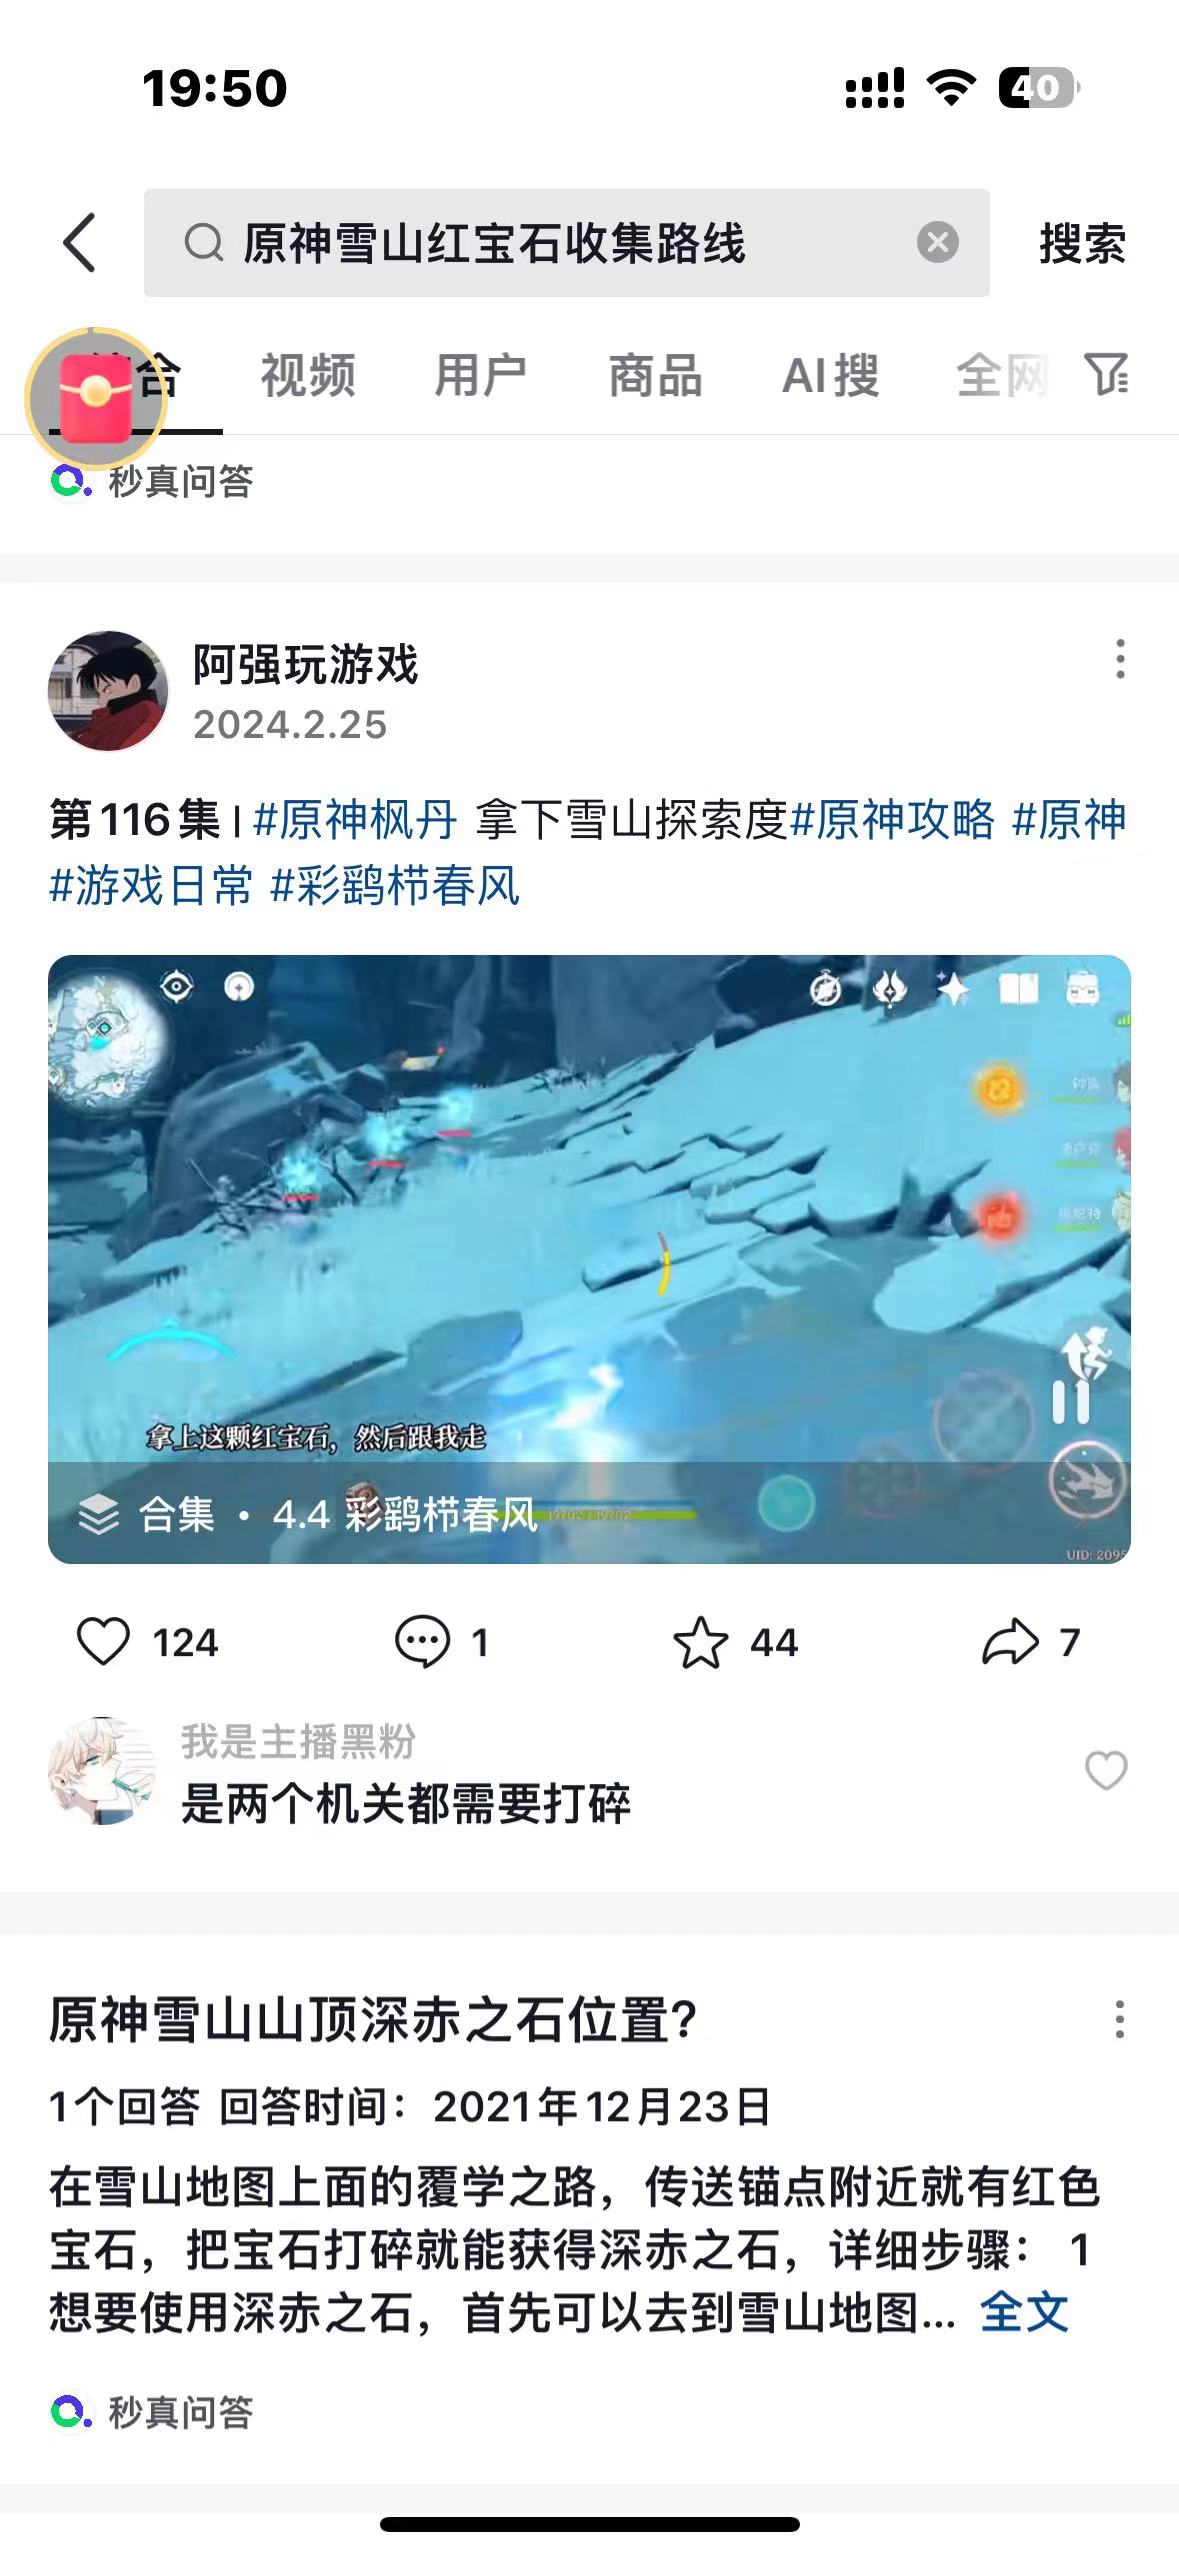 19:50
40
原神雪山红宝石收集路线
搜索
合
视频
用户
商品
AI搜
全网
秒真问答
阿强玩游戏
2024.2.25
第116集 | #原神枫丹 拿下雪山探索度#原神攻略 #原神
#游戏日常 #彩鹞栉春风
钟离
拿上这颗红宝石，然后跟我走
合集 · 4.4 彩鹞栉春风
19702/19702
UID: 2095
124
1
44
7
我是主播黑粉
是两个机关都需要打碎
原神雪山山顶深赤之石位置?
1个回答 回答时间：2021年12月23日
在雪山地图上面的覆学之路，传送锚点附近就有红色
宝石，把宝石打碎就能获得深赤之石，详细步骤： 1
想要使用深赤之石，首先可以去到雪山地图... 全文
秒真问答